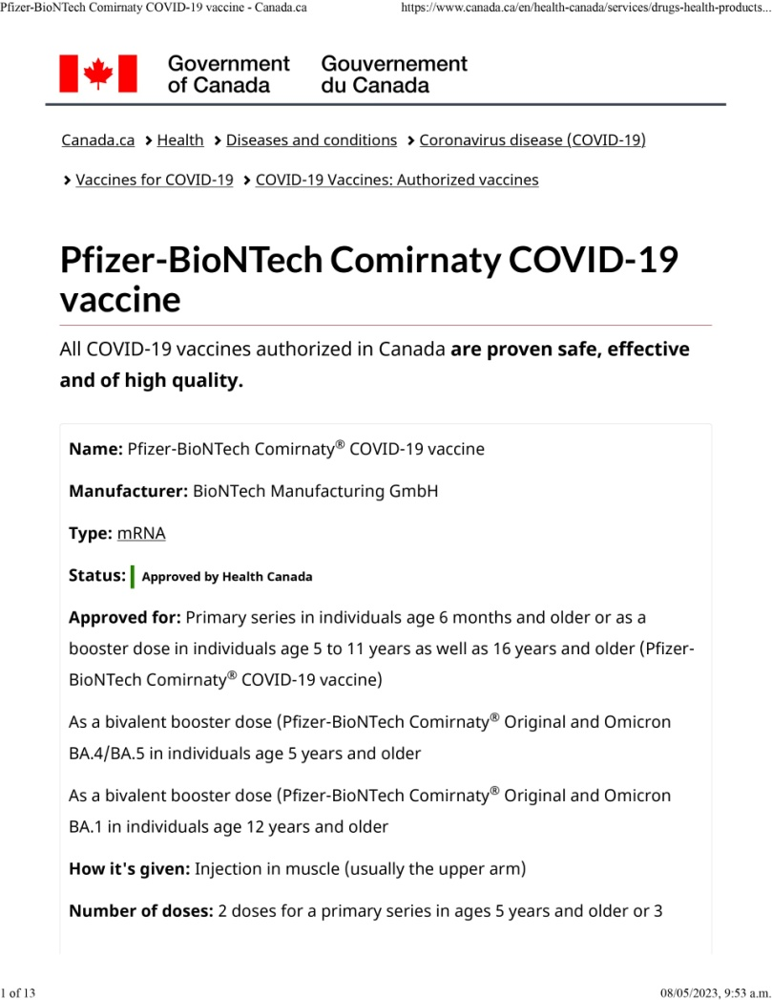 Pfizer-BioNTech Comirnaty COVID-19 vaccine - Canada.ca https://www.canada.ca/en/health-canada/services/drugs-health-products...
Government Gouvernement
of Canada du Canada
Canada.ca > Health > Diseases and conditions > Coronavirus disease (COVID-19)
> Vaccines for COVID-19 > COVID-19 Vaccines: Authorized vaccines
Pfizer-BioNTech Comirnaty COVID-19
vaccine
All COVID-19 vaccines authorized in Canada are proven safe, effective
and of high quality.
Name: Pfizer-BioNTech Comirnaty® COVID-19 vaccine
Manufacturer: BioNTech Manufacturing GmbH
Type: mRNA
Status: Approved by Health Canada
Approved for: Primary series in individuals age 6 months and older or as a
booster dose in individuals age 5 to 11 years as well as 16 years and older (Pfizer-
BioNTech Comirnaty® COVID-19 vaccine)
As a bivalent booster dose (Pfizer-BioNTech Comirnaty® Original and Omicron
BA.4/BA.5 in individuals age 5 years and older
As a bivalent booster dose (Pfizer-BioNTech Comirnaty® Original and Omicron
BA.1 in individuals age 12 years and older
How it's given: Injection in muscle (usually the upper arm)
Number of doses: 2 doses for a primary series in ages 5 years and older or 3
1 of 13 08/05/2023, 9:53 a.m.